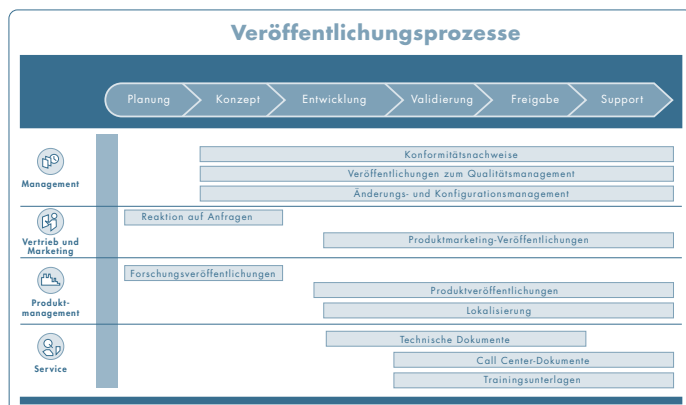 Veröffentlichungsprozesse
Planung
Konzept
Entwicklung
Validierung
Freigabe
Support
Management
Konformitätsnachweise
Veröffentlichungen zum Qualitätsmanagement
Änderungs- und Konfigurationsmanagement
Vertrieb und
Marketing
Reaktion auf Anfragen
Produktmarketing-Veröffentlichungen
Produkt-
management
Forschungsveröffentlichungen
Produktveröffentlichungen
Lokalisierung
Service
Technische Dokumente
Call Center-Dokumente
Trainingsunterlagen